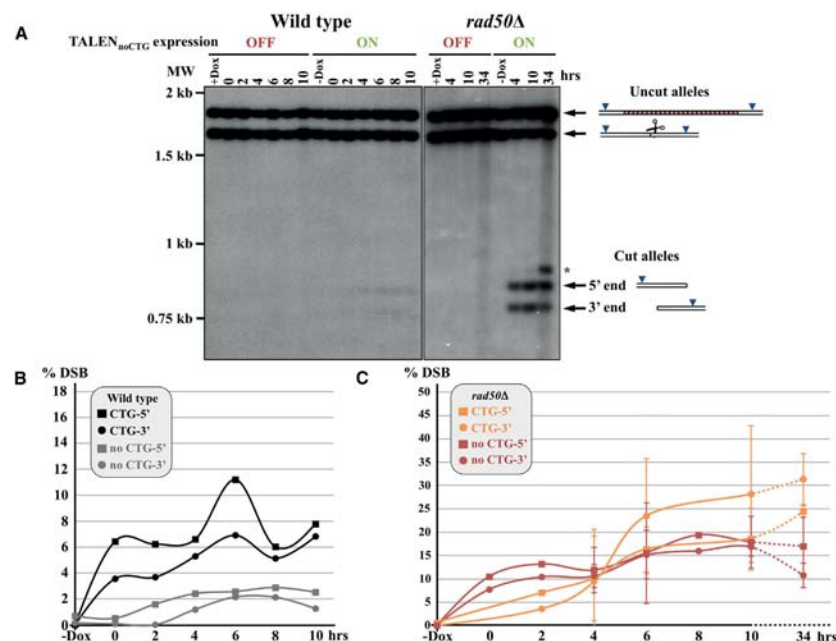 A
Wild type rad50Δ
TALENnoCTG expression OFF ON OFF ON
MW +Dox 0 2 4 6 8 10 -Dox 0 2 4 6 8 10 +Dox 4 10 34 -Dox 4 10 34 hrs
2 kb
Uncut alleles
1.5 kb
1 kb
Cut alleles
*
5' end
3' end
0.75 kb
B % DSB
18
16
14
12
10
8
6
4
2
0
Wild type
CTG-5'
CTG-3'
no CTG-5'
no CTG-3'
-Dox 0 2 4 6 8 10 hrs
C % DSB
50
45
40
35
30
25
20
15
10
5
0
rad50Δ
CTG-5'
CTG-3'
no CTG-5'
no CTG-3'
-Dox 0 2 4 6 8 10 34 hrs